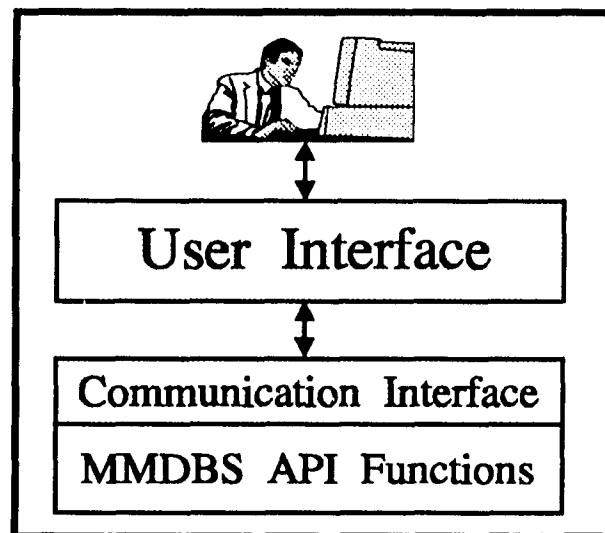 User Interface
Communication Interface
MMDBS API Functions